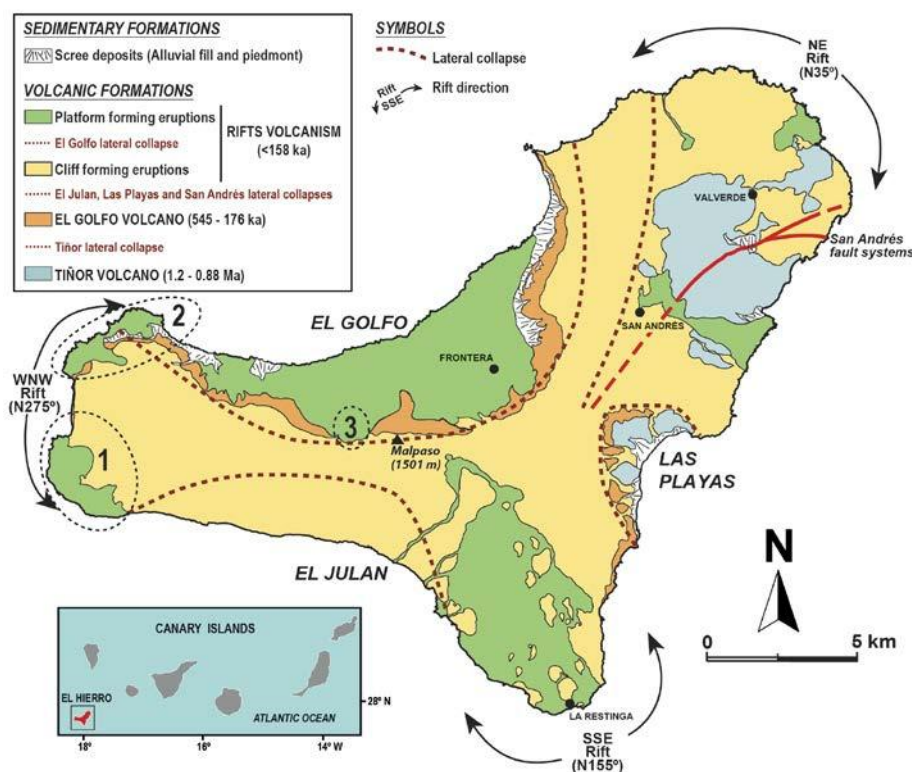 SEDIMENTARY FORMATIONS
Scree deposits (Alluvial fill and piedmont)
VOLCANIC FORMATIONS
Platform forming eruptions
El Golfo lateral collapse
Cliff forming eruptions
RIFTS VOLCANISM
(<158 ka)
El Julan, Las Playas and San Andrés lateral collapses
EL GOLFO VOLCANO (545 - 176 ka)
Tiñor lateral collapse
TIÑOR VOLCANO (1.2 - 0.88 Ma)
SYMBOLS
Lateral collapse
Rift
SSE
Rift direction
NE
Rift
(N35º)
VALVERDE
San Andrés
fault systems
SAN ANDRÉS
EL GOLFO
FRONTERA
2
WNW
Rift
(N275º)
1
3
Malpaso
(1501 m)
LAS
PLAYAS
EL JULAN
N
0 5 km
LA RESTINGA
SSE
Rift
(N155º)
CANARY ISLANDS
EL HIERRO
ATLANTIC OCEAN
28º N
18º 16º 14º W